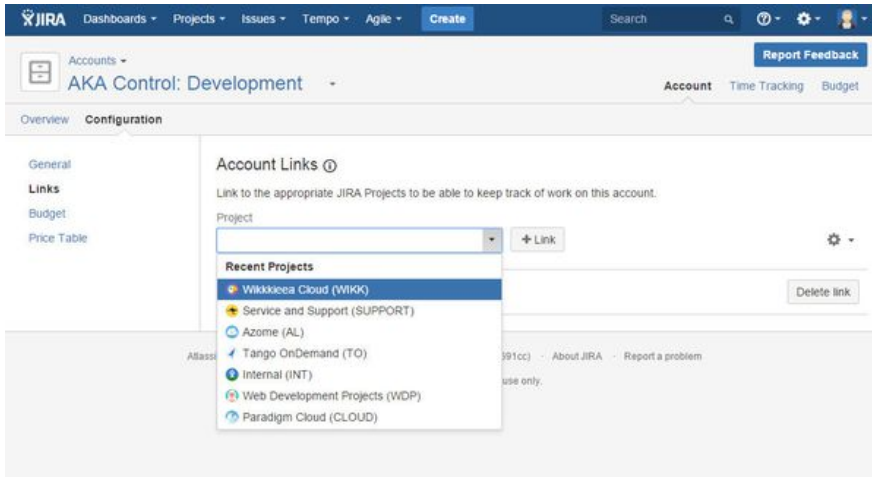 JIRA Dashboards Projects Issues Tempo Agile Create Search
Accounts
AKA Control: Development
Report Feedback
Account Time Tracking Budget
Overview Configuration
General
Links
Budget
Price Table
Account Links
Link to the appropriate JIRA Projects to be able to keep track of work on this account.
Project
+ Link
Recent Projects
Wikkkieea Cloud (WIKK)
Service and Support (SUPPORT)
Azome (AL)
Tango OnDemand (TO)
Internal (INT)
Web Development Projects (WDP)
Paradigm Cloud (CLOUD)
Delete link
About JIRA · Report a problem
use only.